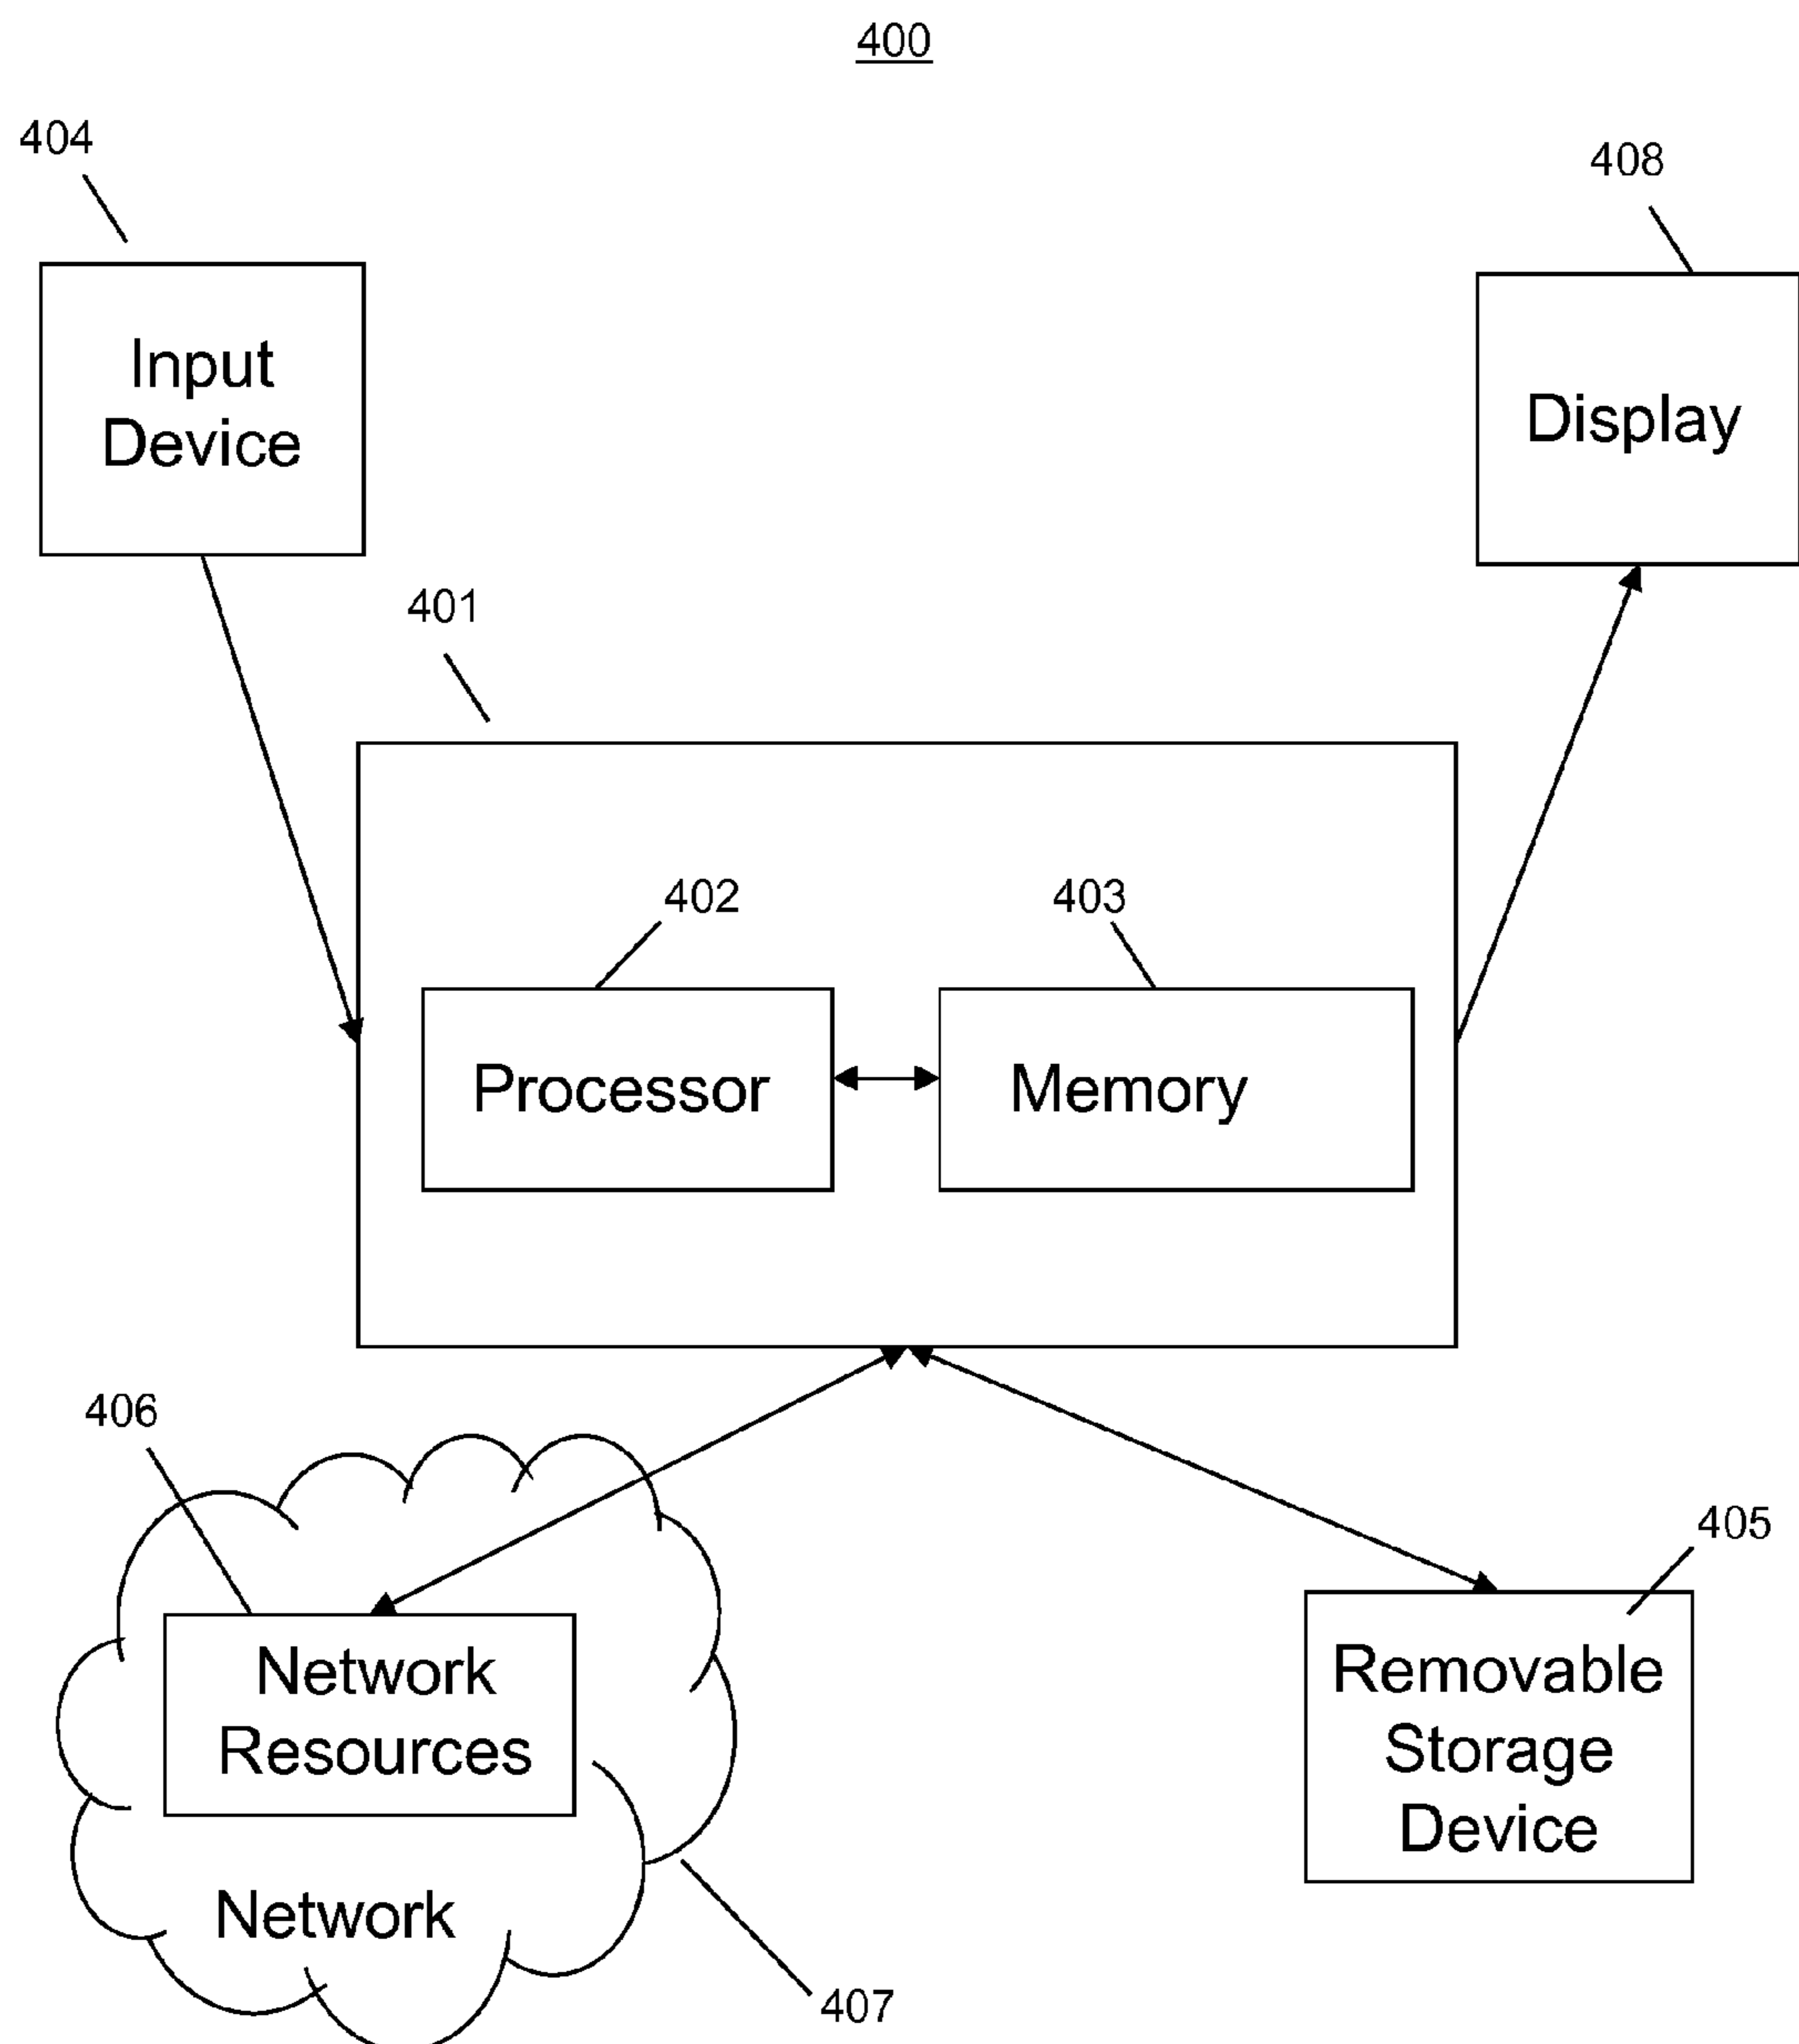 400
404
408
Input
Device
Display
401
402
403
Processor
Memory
406
405
Network
Resources
Removable
Storage
Device
Network
407